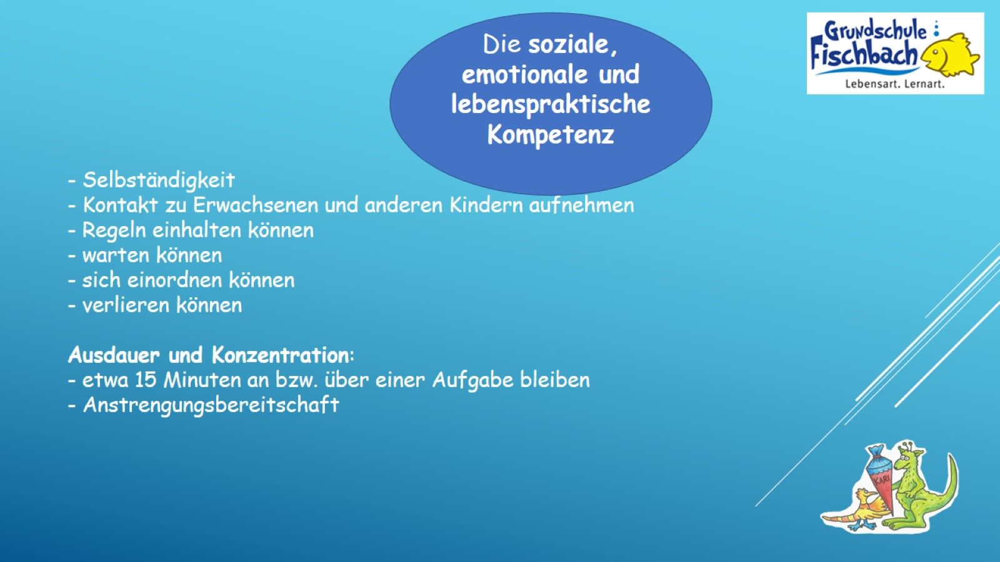 Die soziale,
emotionale und
lebenspraktische
Kompetenz
Grundschule
Fischbach
Lebensart. Lernart.
- Selbständigkeit
- Kontakt zu Erwachsenen und anderen Kindern aufnehmen
- Regeln einhalten können
- warten können
- sich einordnen können
- verlieren können
Ausdauer und Konzentration:
- etwa 15 Minuten an bzw. über einer Aufgabe bleiben
- Anstrengungsbereitschaft
KARI